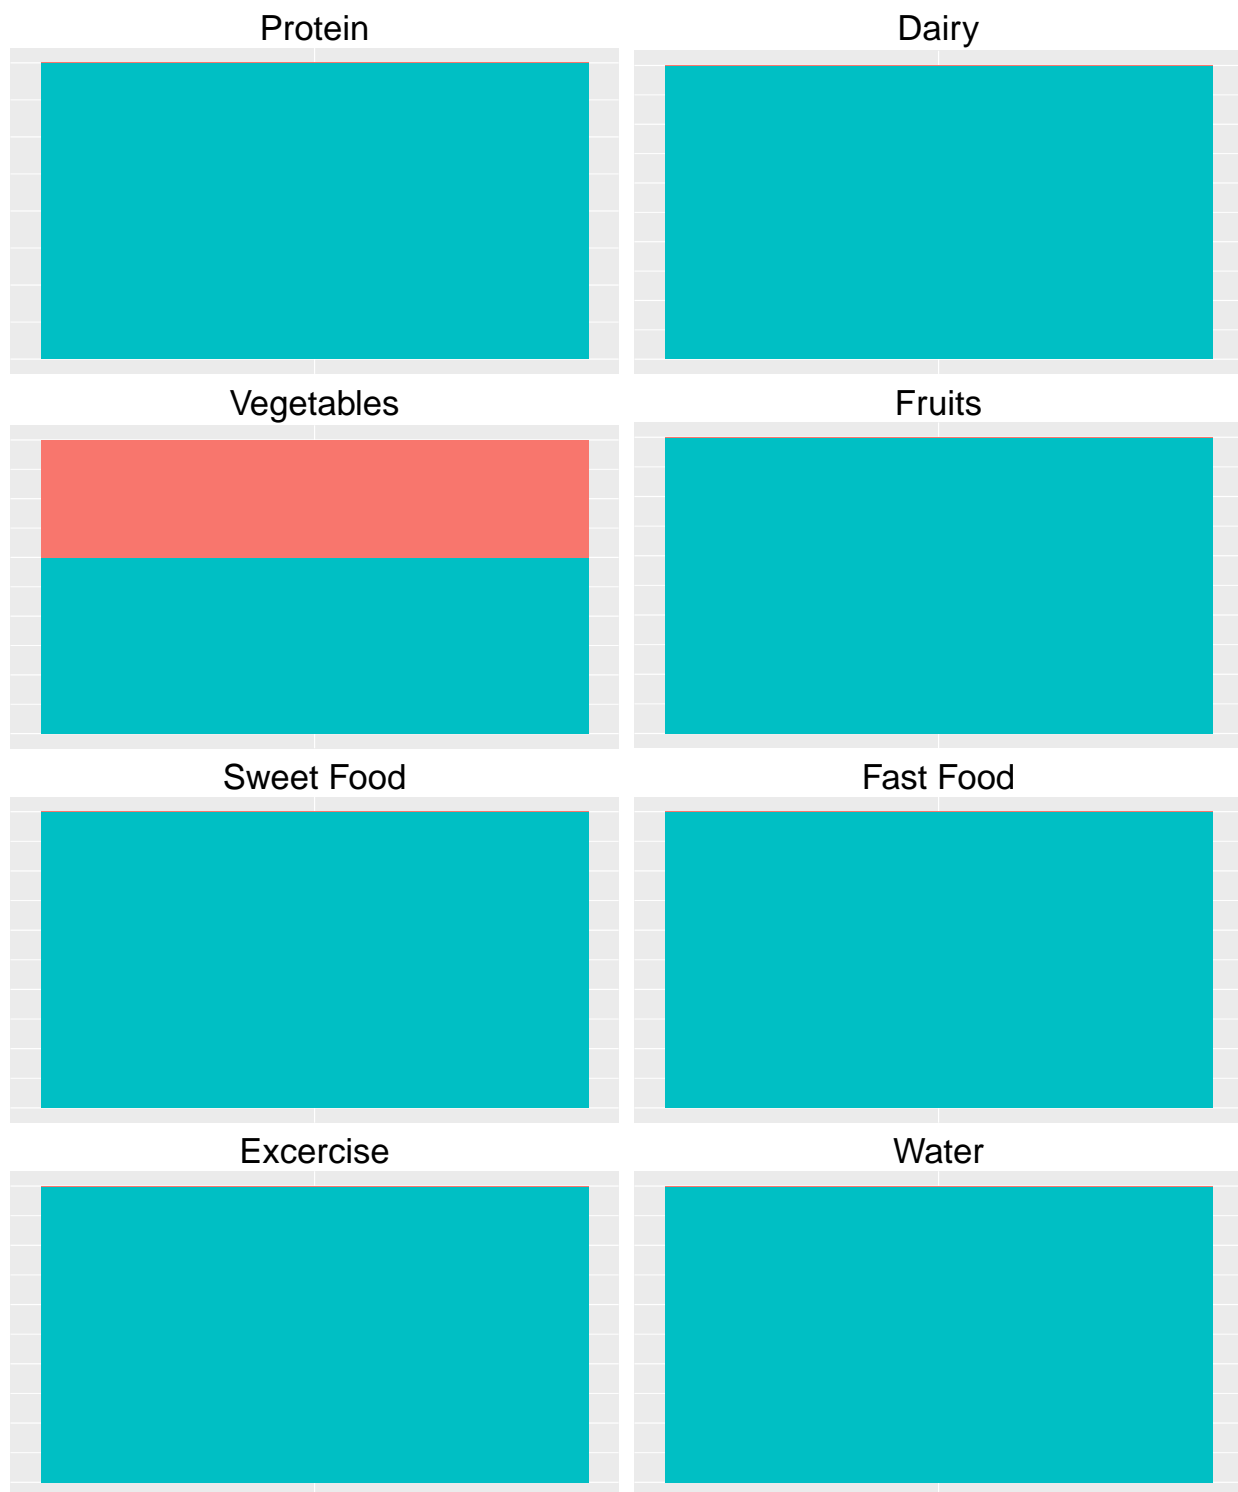 Protein
Dairy
Vegetables
Fruits
Sweet Food
Fast Food
Excercise
Water